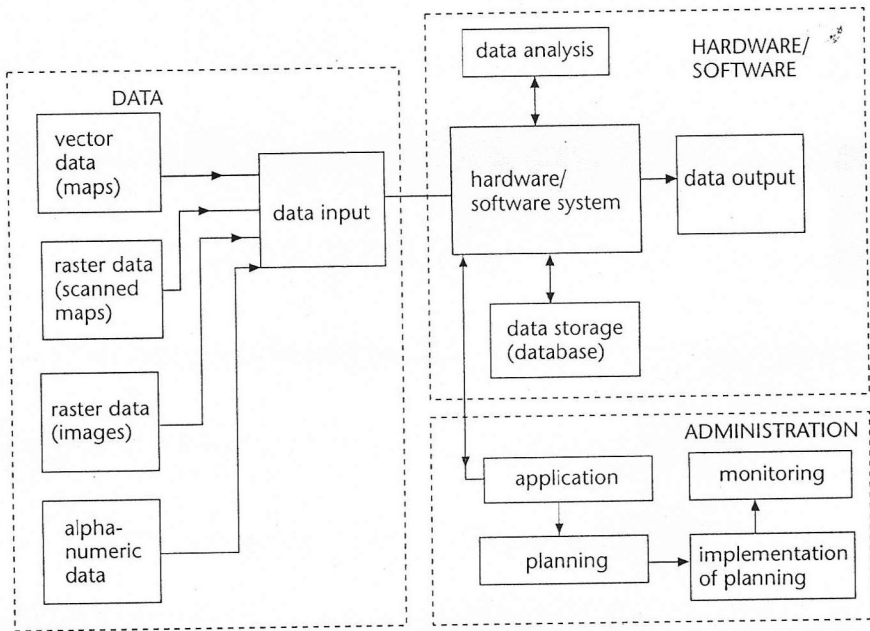 DATA
vector
data
(maps)
raster data
(scanned
maps)
raster data
(images)
alpha-
numeric
data
data input
HARDWARE/
SOFTWARE
data analysis
hardware/
software system
data output
data storage
(database)
ADMINISTRATION
application
planning
monitoring
implementation
of planning